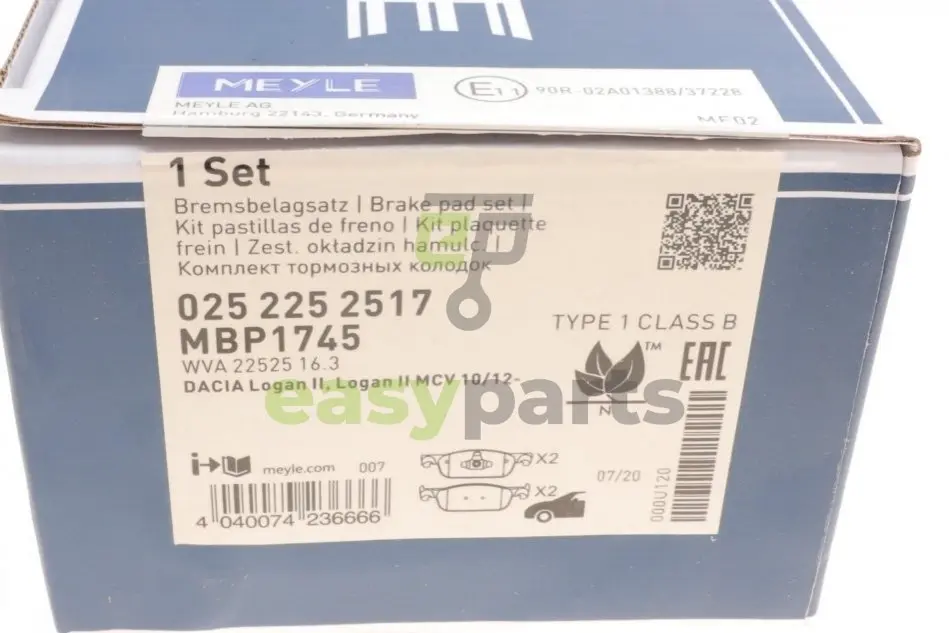 MEYLE
MEYLE AG
Hamburg 22143, Germany
E11 90R-02A01388/37228
MF02
1 Set
Bremsbelagsatz | Brake pad set |
Kit pastillas de freno | Kit plaquette
frein | Zest. okładzin hamulc. |
Комплект тормозных колодок
025 225 2517
MBP1745
WVA 22525 16.3
DACIA Logan II, Logan II MCV 10/12-
TYPE 1 CLASS B
TM
N
EAC
ep
easyparts
meyle.com 007
4 040074 236666
X2
X2
07/20
000U120